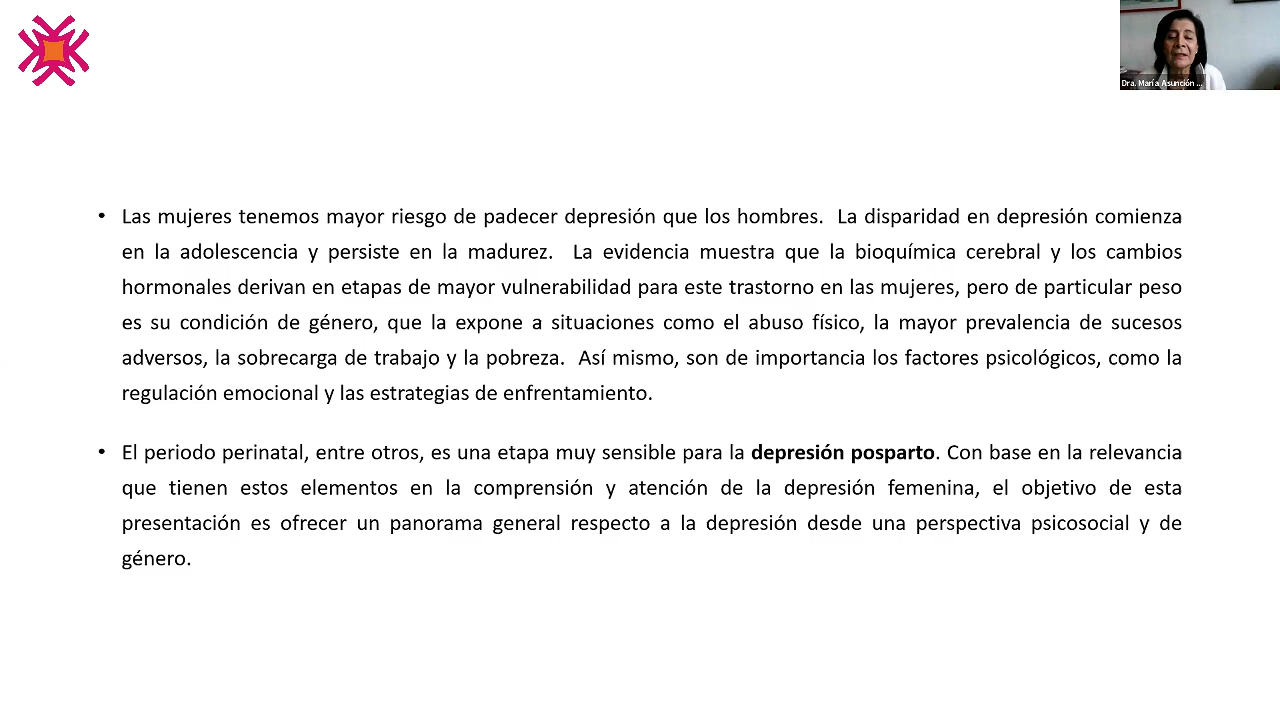 Dra. María Asunción ...
• Las mujeres tenemos mayor riesgo de padecer depresión que los hombres.  La disparidad en depresión comienza
en la adolescencia y persiste en la madurez.  La evidencia muestra que la bioquímica cerebral y los cambios
hormonales derivan en etapas de mayor vulnerabilidad para este trastorno en las mujeres, pero de particular peso
es su condición de género, que la expone a situaciones como el abuso físico, la mayor prevalencia de sucesos
adversos, la sobrecarga de trabajo y la pobreza.  Así mismo, son de importancia los factores psicológicos, como la
regulación emocional y las estrategias de enfrentamiento.
• El periodo perinatal, entre otros, es una etapa muy sensible para la depresión posparto. Con base en la relevancia
que tienen estos elementos en la comprensión y atención de la depresión femenina, el objetivo de esta
presentación es ofrecer un panorama general respecto a la depresión desde una perspectiva psicosocial y de
género.